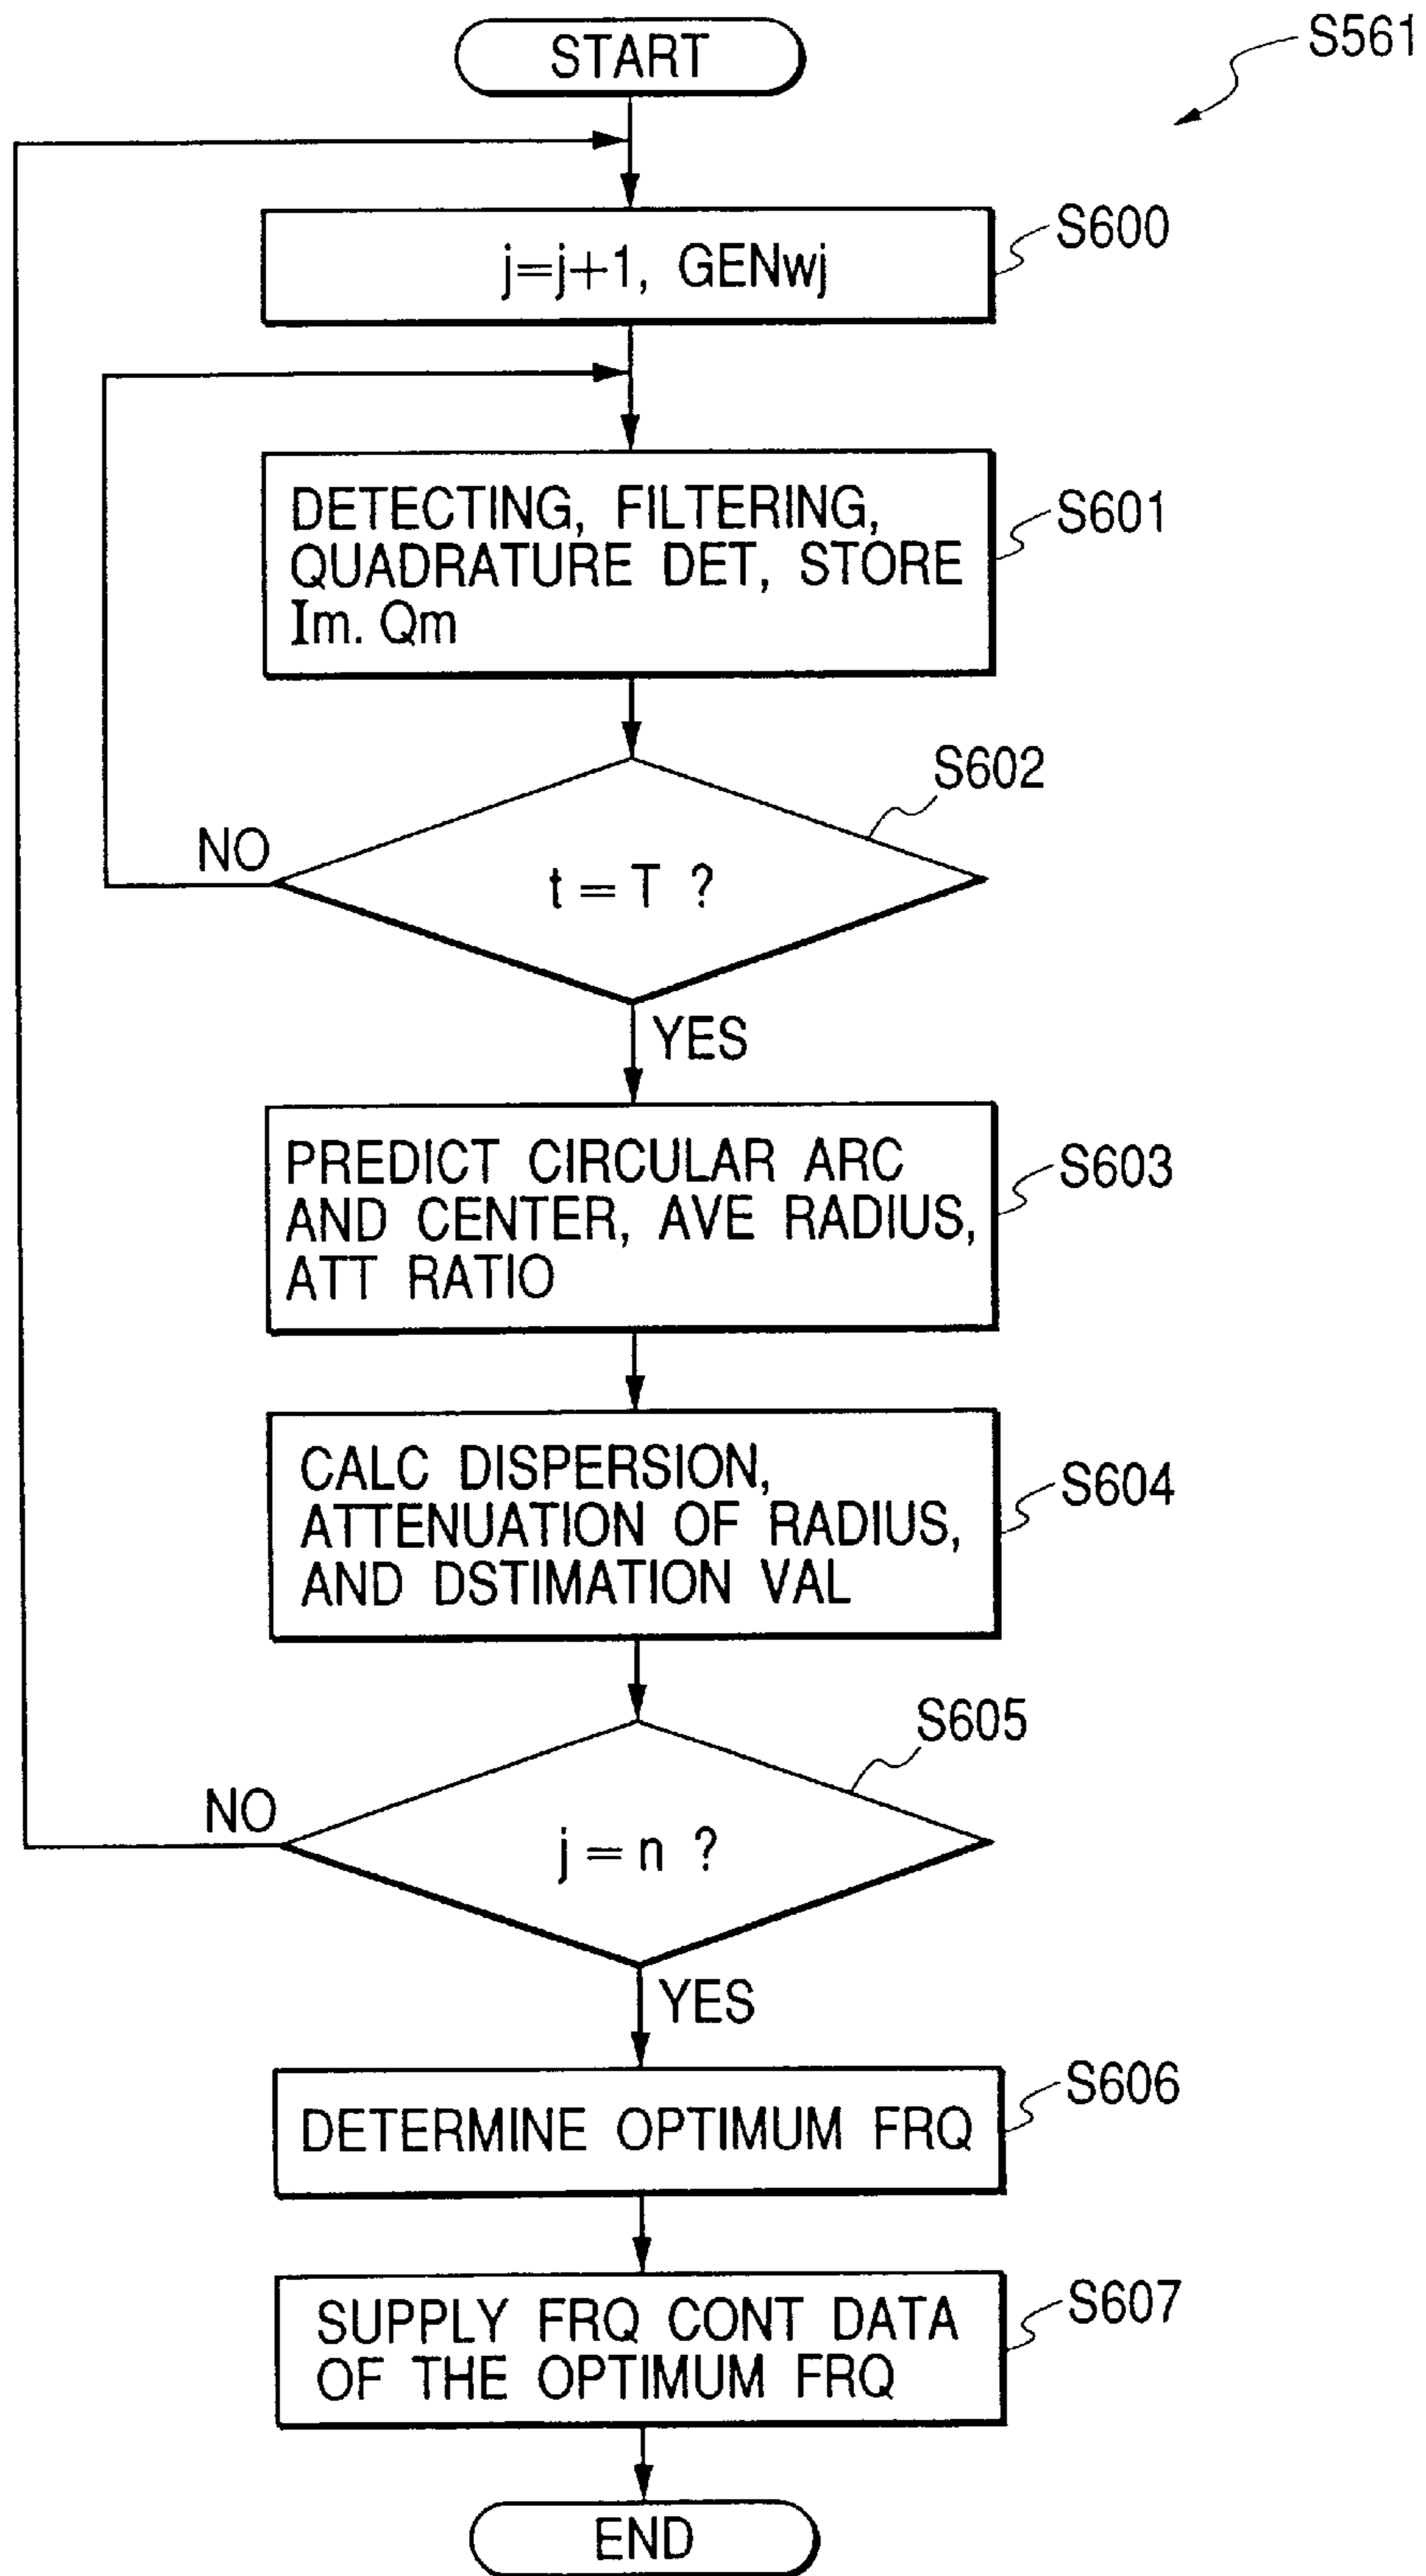 START
S561
j=j+1, GENwj
S600
DETECTING, FILTERING,
QUADRATURE DET, STORE
Im. Qm
S601
S602
NO
t = T ?
YES
PREDICT CIRCULAR ARC
AND CENTER, AVE RADIUS,
ATT RATIO
S603
CALC DISPERSION,
ATTENUATION OF RADIUS,
AND DSTIMATION VAL
S604
S605
NO
j = n ?
YES
DETERMINE OPTIMUM FRQ
S606
SUPPLY FRQ CONT DATA
OF THE OPTIMUM FRQ
S607
END